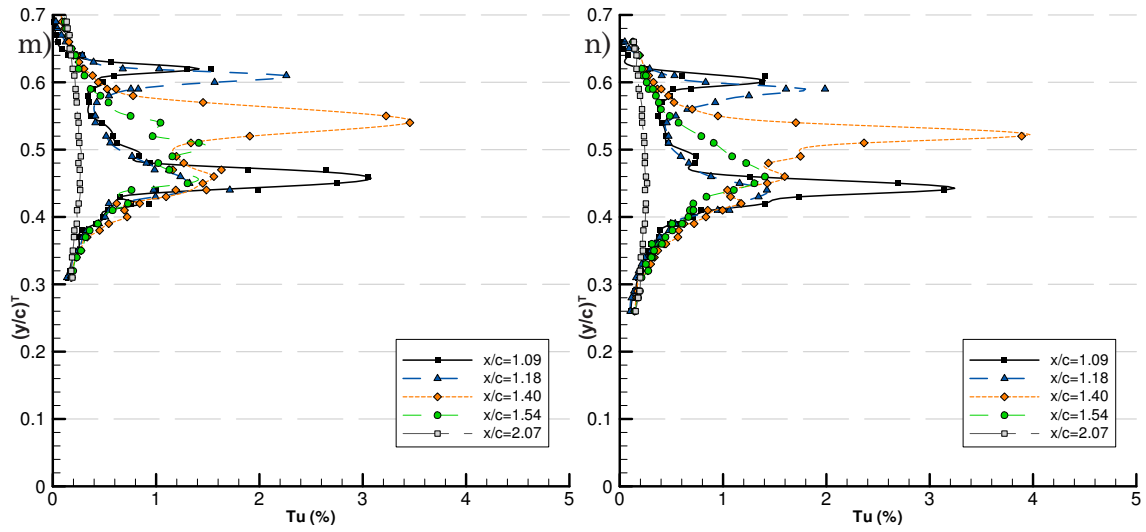 m)
0.7
0.6
0.5
0.4
0.3
0.2
0.1
0
(y/c)ᵀ
x/c=1.09
x/c=1.18
x/c=1.40
x/c=1.54
x/c=2.07
0 1 2 3 4 5
Tu (%)
n)
0.7
0.6
0.5
0.4
0.3
0.2
0.1
0
(y/c)ᵀ
x/c=1.09
x/c=1.18
x/c=1.40
x/c=1.54
x/c=2.07
0 1 2 3 4 5
Tu (%)